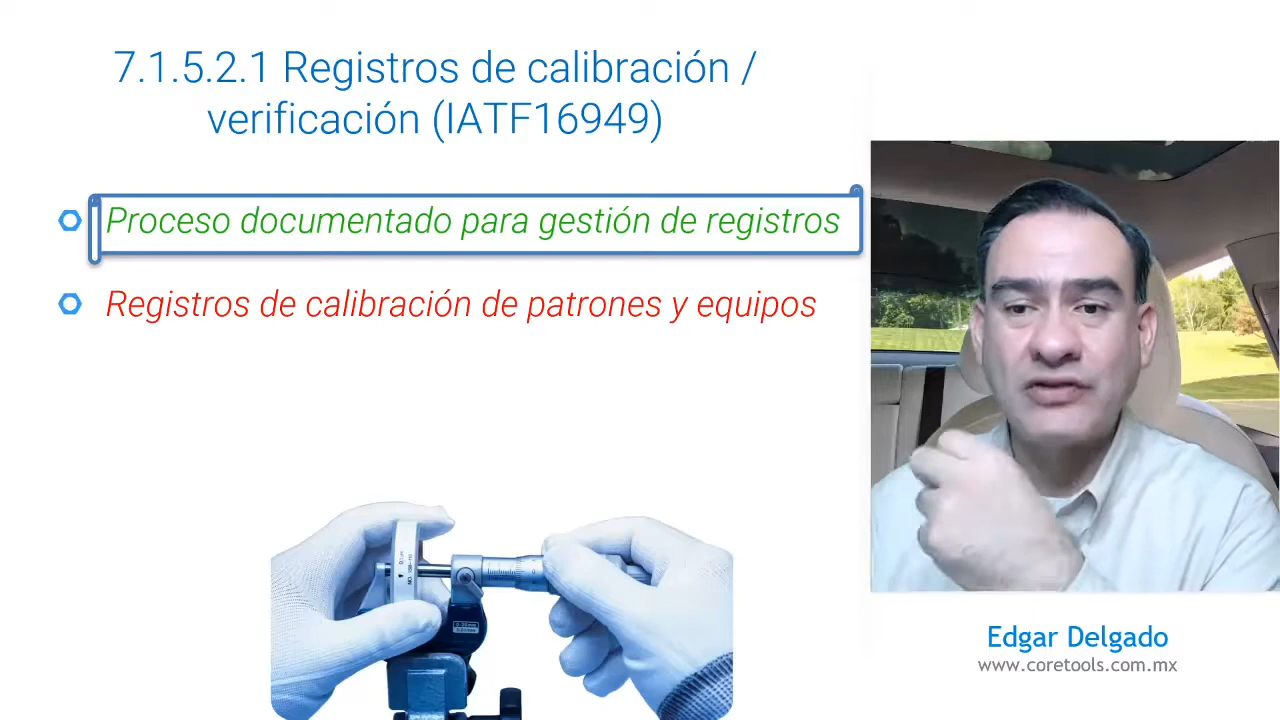 7.1.5.2.1 Registros de calibración /
verificación (IATF16949)
Proceso documentado para gestión de registros
Registros de calibración de patrones y equipos
Edgar Delgado
www.coretools.com.mx